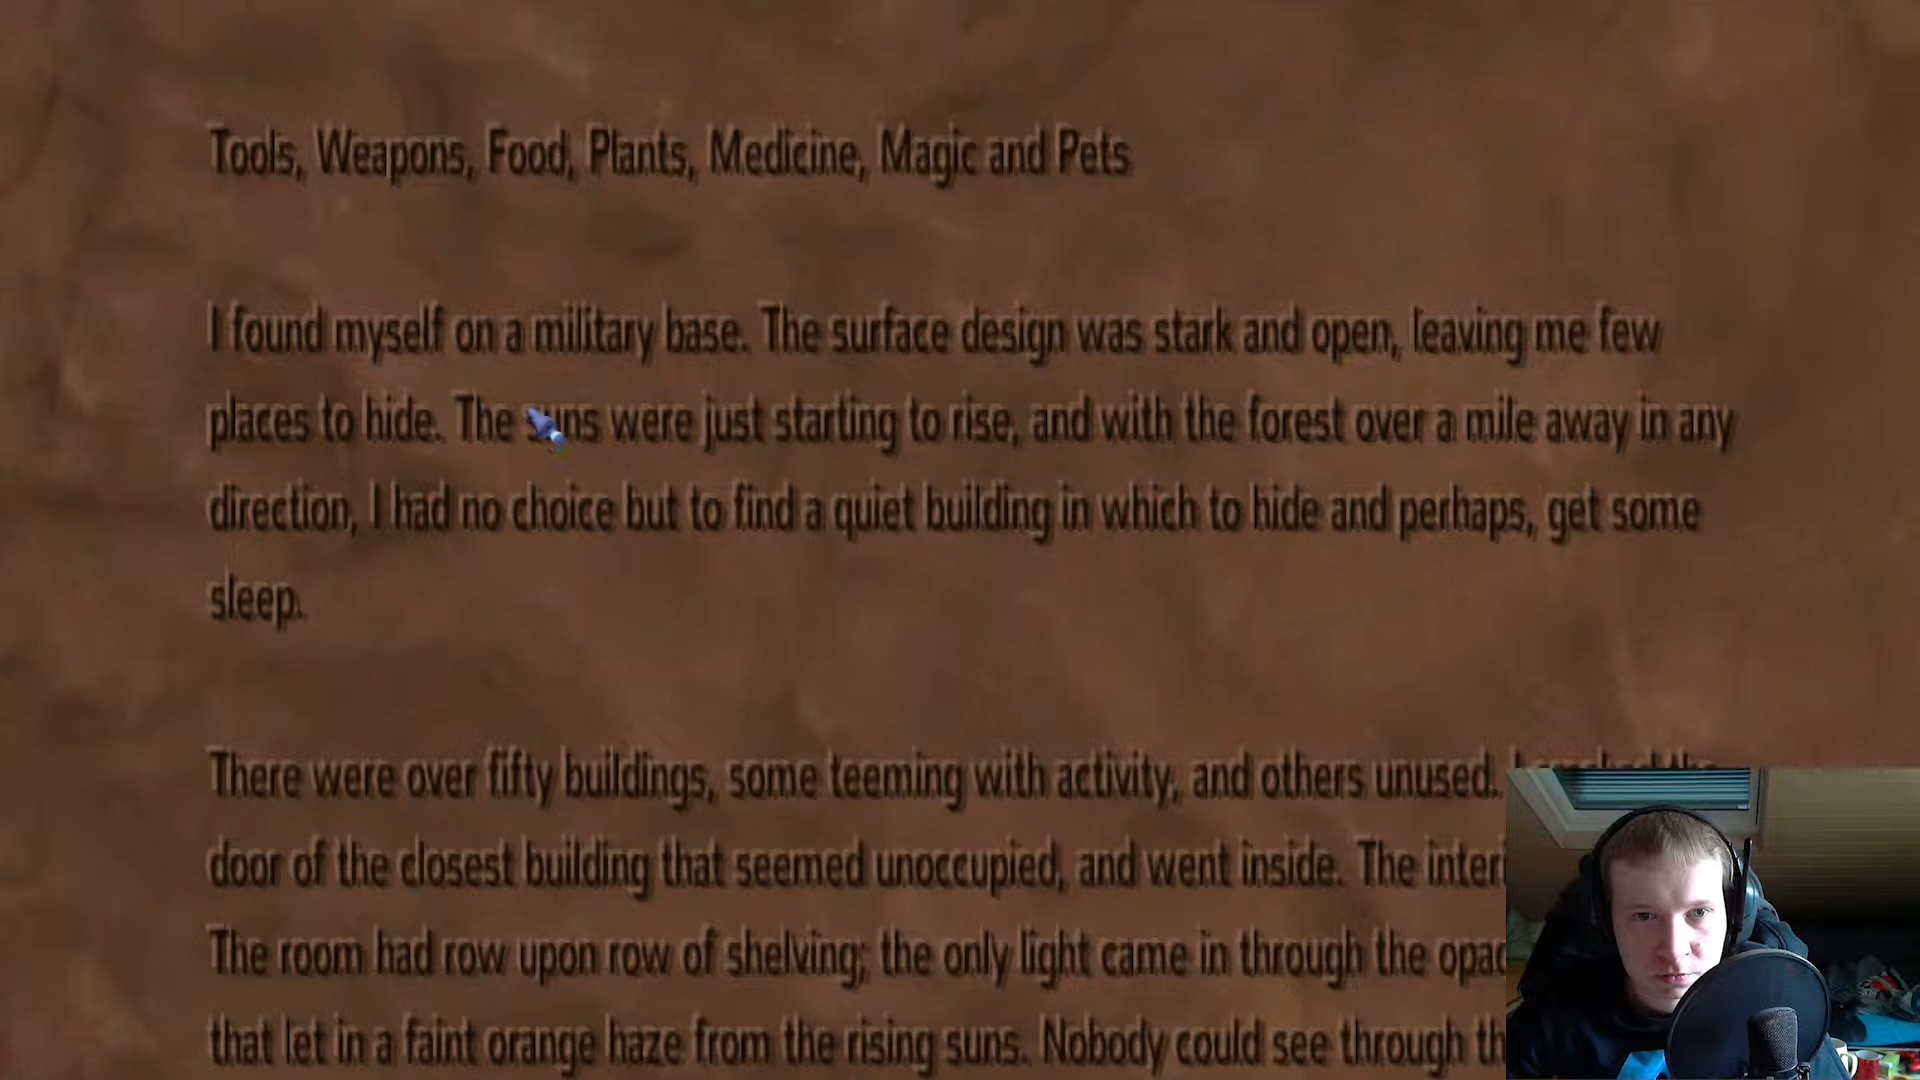 Tools, Weapons, Food, Plants, Medicine, Magic and Pets
I found myself on a military base. The surface design was stark and open, leaving me few
places to hide. The suns were just starting to rise, and with the forest over a mile away in any
direction, I had no choice but to find a quiet building in which to hide and perhaps, get some
sleep.
There were over fifty buildings, some teeming with activity, and others unused. I
door of the closest building that seemed unoccupied, and went inside. The
The room had row upon row of shelving; the only light came in through the
that let in a faint orange haze from the rising suns. Nobody could see through